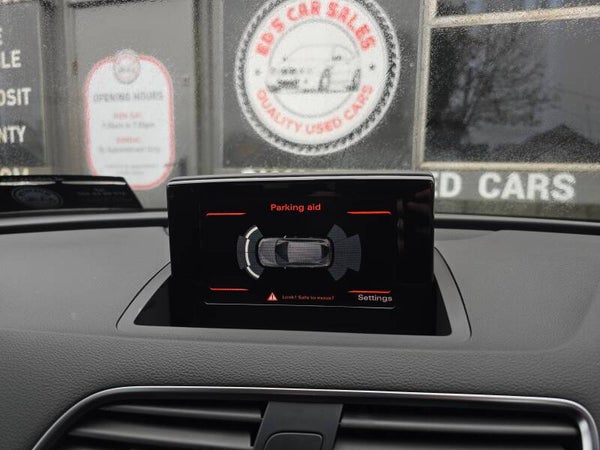 LE
OSIT
NTY
OPENING HOURS
ED'S CAR SALES
QUALITY USED CARS
ED CARS
Parking aid
Look! Safe to move?
Settings